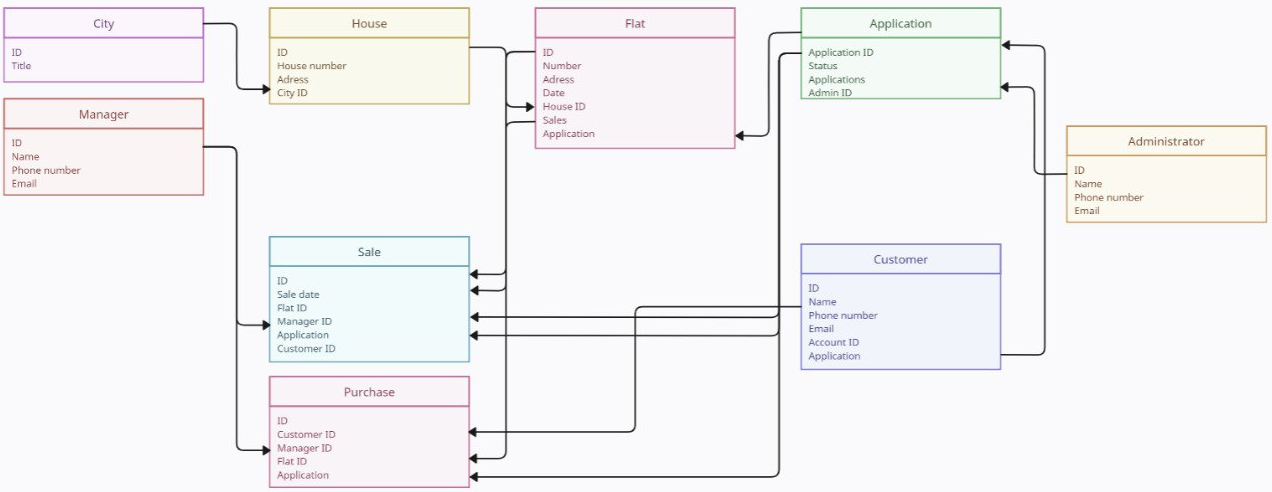 City
ID
Title
House
ID
House number
Adress
City ID
Flat
ID
Number
Adress
Date
House ID
Sales
Application
Application
Application ID
Status
Applications
Admin ID
Manager
ID
Name
Phone number
Email
Administrator
ID
Name
Phone number
Email
Sale
ID
Sale date
Flat ID
Manager ID
Application
Customer ID
Customer
ID
Name
Phone number
Email
Account ID
Application
Purchase
ID
Customer ID
Manager ID
Flat ID
Application